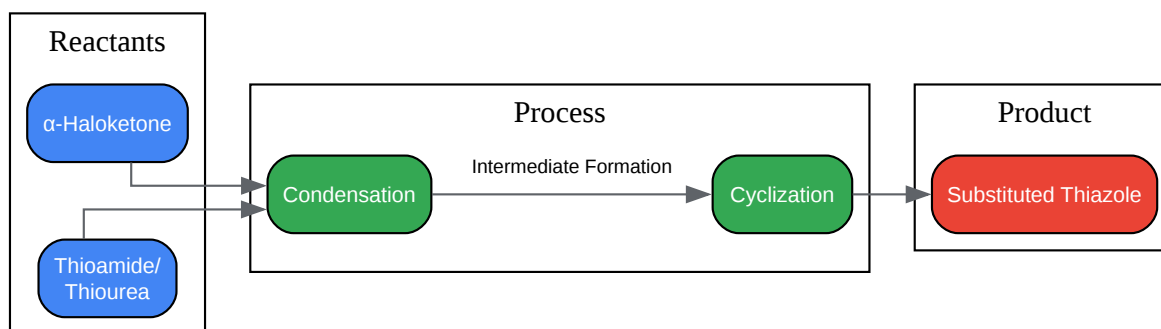 Reactants
α-Haloketone
Thioamide/
Thiourea
Process
Condensation
Intermediate Formation
Cyclization
Product
Substituted Thiazole